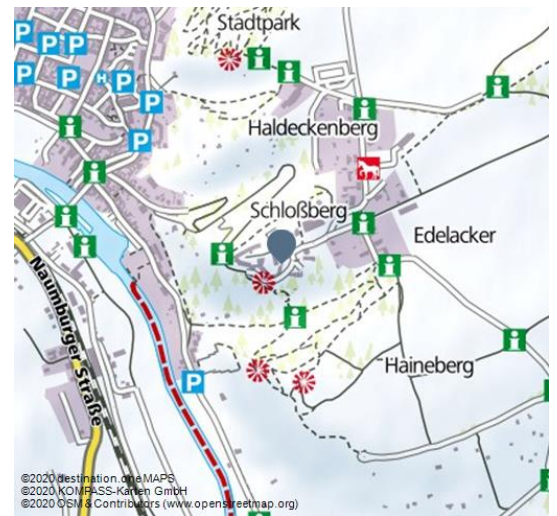 Stadtpark
P
P
P
P
P
H
P
P
P
Haldeckenberg
Schloßberg
Edelacker
Naumburger Straße
Haineberg
P
©2020 destination.one MAPS
©2020 KOMPASS-Karten GmbH
©2020 OSM & Contributors (www.openstreetmap.org)